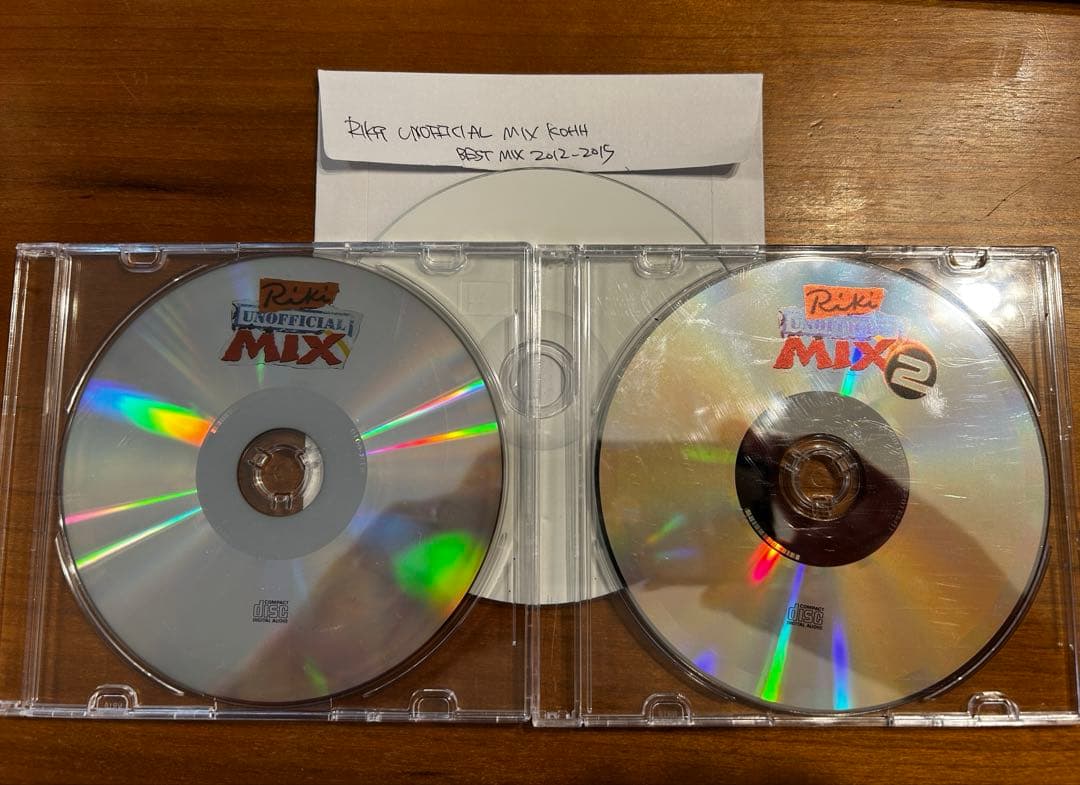 RIKI UNOFFICIAL MIX KOHH
BEST MIX 2012-2015
Riki
UNOFFICIAL
MIX
COMPACT
disc
DIGITAL AUDIO
Riki
UNOFFICIAL
MIX 2
COMPACT
disc
DIGITAL AUDIO